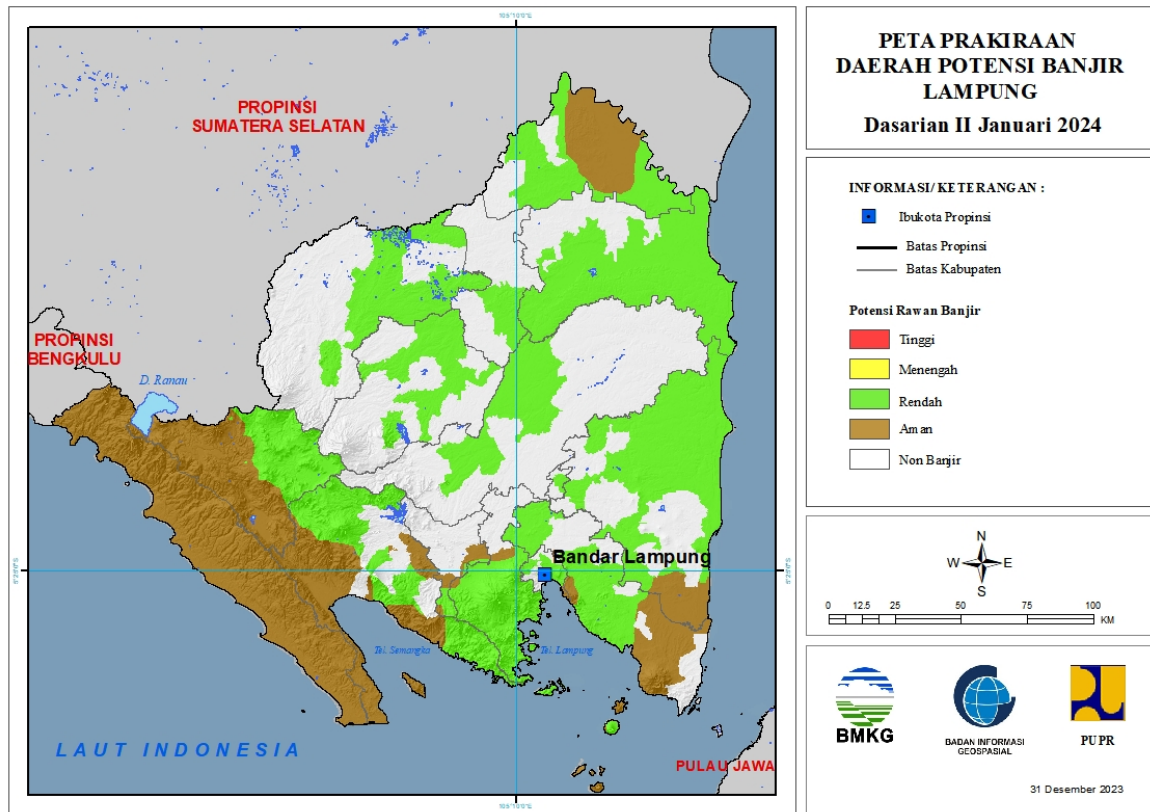 105°10'0"E
PROPINSI
SUMATERA SELATAN
PROPINSI
BENGKULU
D. Ranau
Bandar Lampung
Tel. Semangka
Tel. Lampung
LAUT INDONESIA
PULAU JAWA
PETA PRAKIRAAN
DAERAH POTENSI BANJIR
LAMPUNG
Dasarian II Januari 2024
INFORMASI/ KETERANGAN :
Ibukota Propinsi
Batas Propinsi
Batas Kabupaten
Potensi Rawan Banjir
Tinggi
Menengah
Rendah
Aman
Non Banjir
N
W E
S
0 12.5 25 50 75 100
KM
BMKG
BADAN INFORMASI
GEOSPASIAL
PUPR
31 Desember 2023